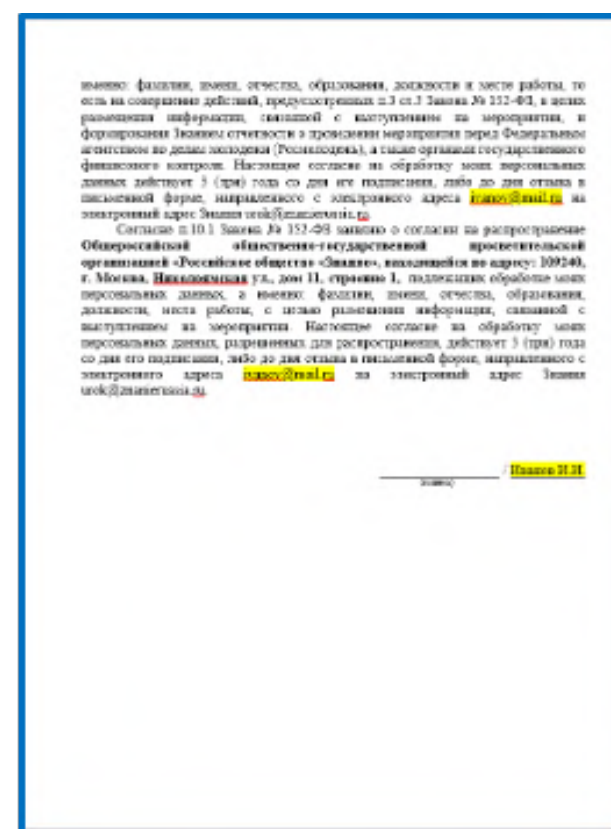 именно: фамилии, имени, отчества, образования, должности и месте работы, то
есть на совершение действий, предусмотренных п.3 ст.3 Закона № 152-ФЗ, в целях
размещения информации, связанной с выступлением на мероприятии, и
формирования Знанием отчетности о проведении мероприятия перед Федеральным
агентством по делам молодежи (Росмолодежь), а также органами государственного
финансового контроля. Настоящее согласие на обработку моих персональных
данных действует 3 (три) года со дня его подписания, либо до дня отзыва в
письменной форме, направленного с электронного адреса ivanov@mail.ru на
электронный адрес Знания urok@znanierussia.ru.
Согласно п.10.1 Закона № 152-ФЗ заявляю о согласии на распространение
Общероссийской общественно-государственной просветительской
организацией «Российское общество «Знание», находящейся по адресу: 109240,
г. Москва, Николоямская ул., дом 11, строение 1, подлежащих обработке моих
персональных данных, а именно: фамилии, имени, отчества, образования,
должности, места работы, с целью размещения информации, связанной с
выступлением на мероприятии. Настоящее согласие на обработку моих
персональных данных, разрешенных для распространения, действует 3 (три) года
со дня его подписания, либо до дня отзыва в письменной форме, направленного с
электронного адреса ivanov@mail.ru на электронный адрес Знания
urok@znanierussia.ru.
/ Иванов И.И.